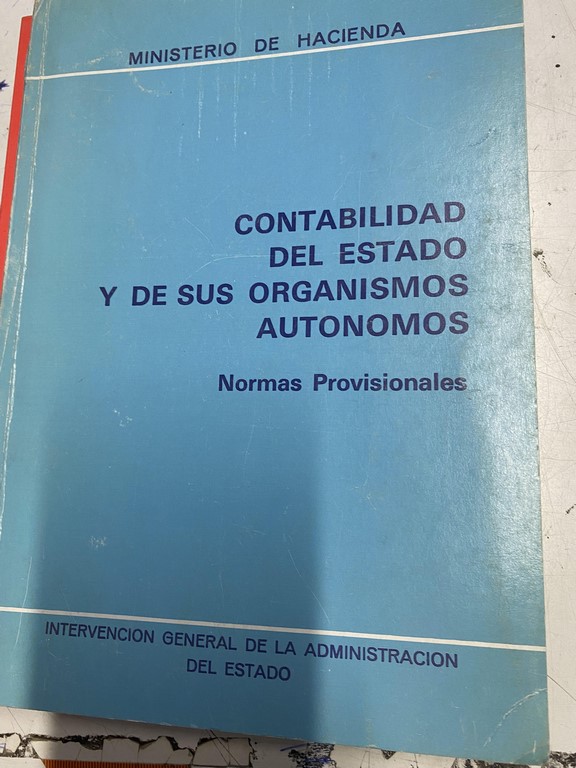 MINISTERIO DE HACIENDA
CONTABILIDAD
DEL ESTADO
Y DE SUS ORGANISMOS
AUTONOMOS
Normas Provisionales
INTERVENCION GENERAL DE LA ADMINISTRACION
DEL ESTADO